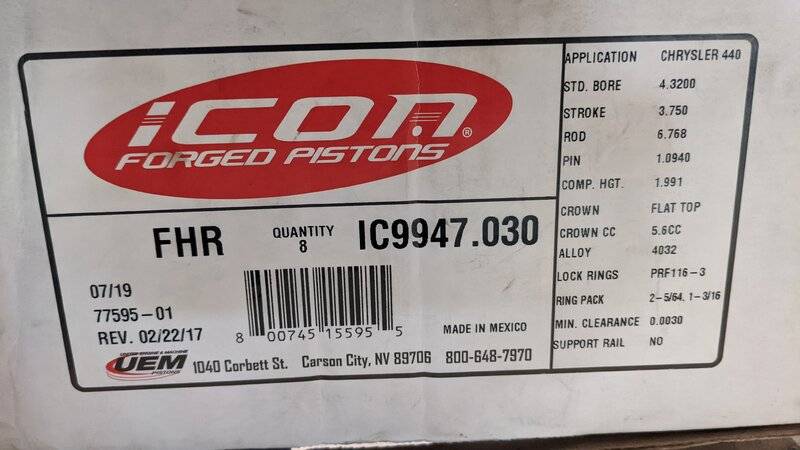 icon®
FORGED PISTONS
FHR
QUANTITY
8
IC9947.030
07/19
77595-01
REV. 02/22/17
8 00745 15595 5
MADE IN MEXICO
UNITED ENGINE & MACHINE
UEM
PISTONS
1040 Corbett St. Carson City, NV 89706 800-648-7970
APPLICATION CHRYSLER 440
STD. BORE 4.3200
STROKE 3.750
ROD 6.768
PIN 1.0940
COMP. HGT. 1.991
CROWN FLAT TOP
CROWN CC 5.6CC
ALLOY 4032
LOCK RINGS PRF116-3
RING PACK 2-5/64, 1-3/16
MIN. CLEARANCE 0.0030
SUPPORT RAIL NO